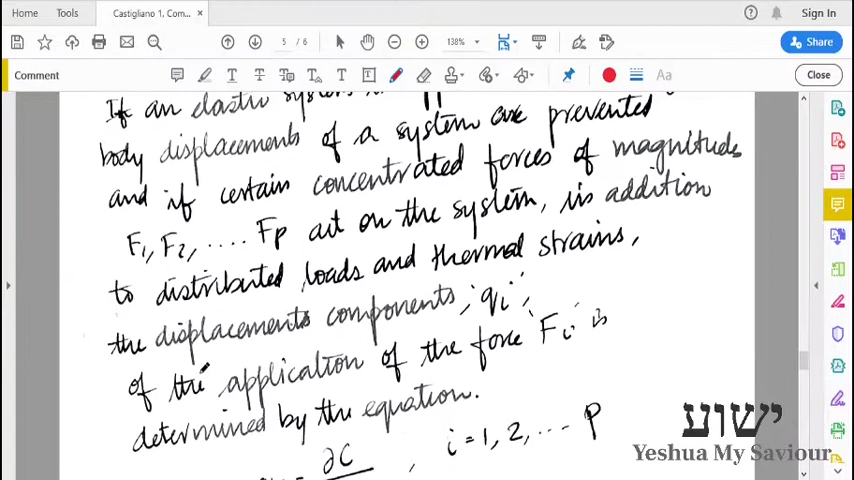 Home
Tools
Castigliano 1, Com...
×
Sign In
5 / 6
138%
Share
Comment
Close
If an elastic system
body displacements of a system are prevented
and if certain concentrated forces of magnitudes
F1, F2, .... Fp act on the system, in addition
to distributed loads and thermal strains,
the displacements components, 'qi',
of the application of the force 'Fi' is
determined by the equation.
∂C , i = 1, 2, ... p
ישוע
Yeshua My Saviour